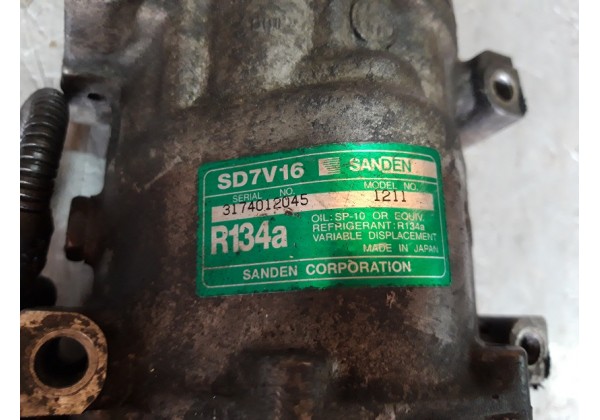 SD7V16 SANDEN
SERIAL NO. MODEL NO.
3174012045 1211
R134a
OIL: SP-10 OR EQUIV.
REFRIGERANT: R134a
VARIABLE DISPLACEMENT
MADE IN JAPAN
SANDEN CORPORATION